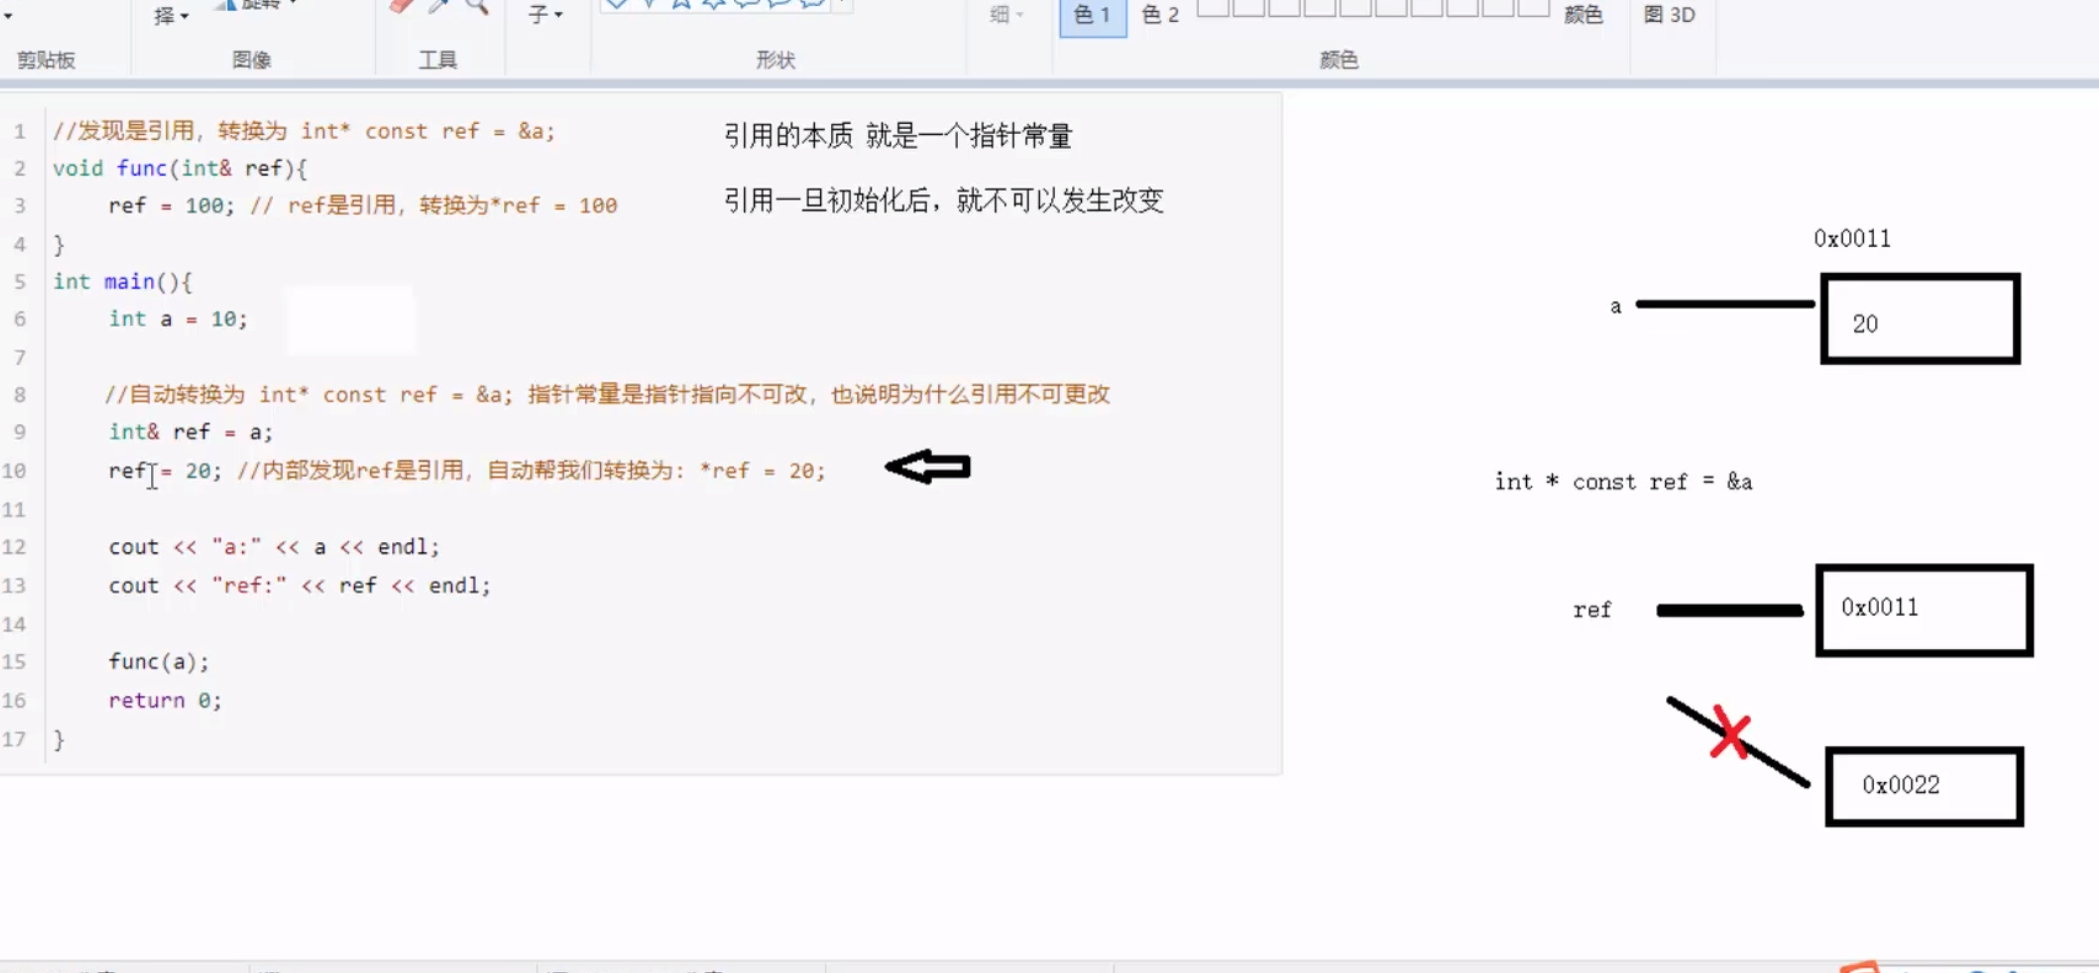 择
旋转
子
细
色 1
色 2
颜色
图 3D
剪贴板
图像
工具
形状
颜色
1 //发现是引用，转换为 int* const ref = &a;
2 void func(int& ref){
3 ref = 100; // ref是引用，转换为*ref = 100
4 }
5 int main(){
6 int a = 10;
7
8 //自动转换为 int* const ref = &a; 指针常量是指针指向不可改，也说明为什么引用不可更改
9 int& ref = a;
10 ref = 20; //内部发现ref是引用，自动帮我们转换为: *ref = 20;
11
12 cout << "a:" << a << endl;
13 cout << "ref:" << ref << endl;
14
15 func(a);
16 return 0;
17 }
引用的本质 就是一个指针常量
引用一旦初始化后，就不可以发生改变
0x0011
a
20
int * const ref = &a
ref
0x0011
0x0022